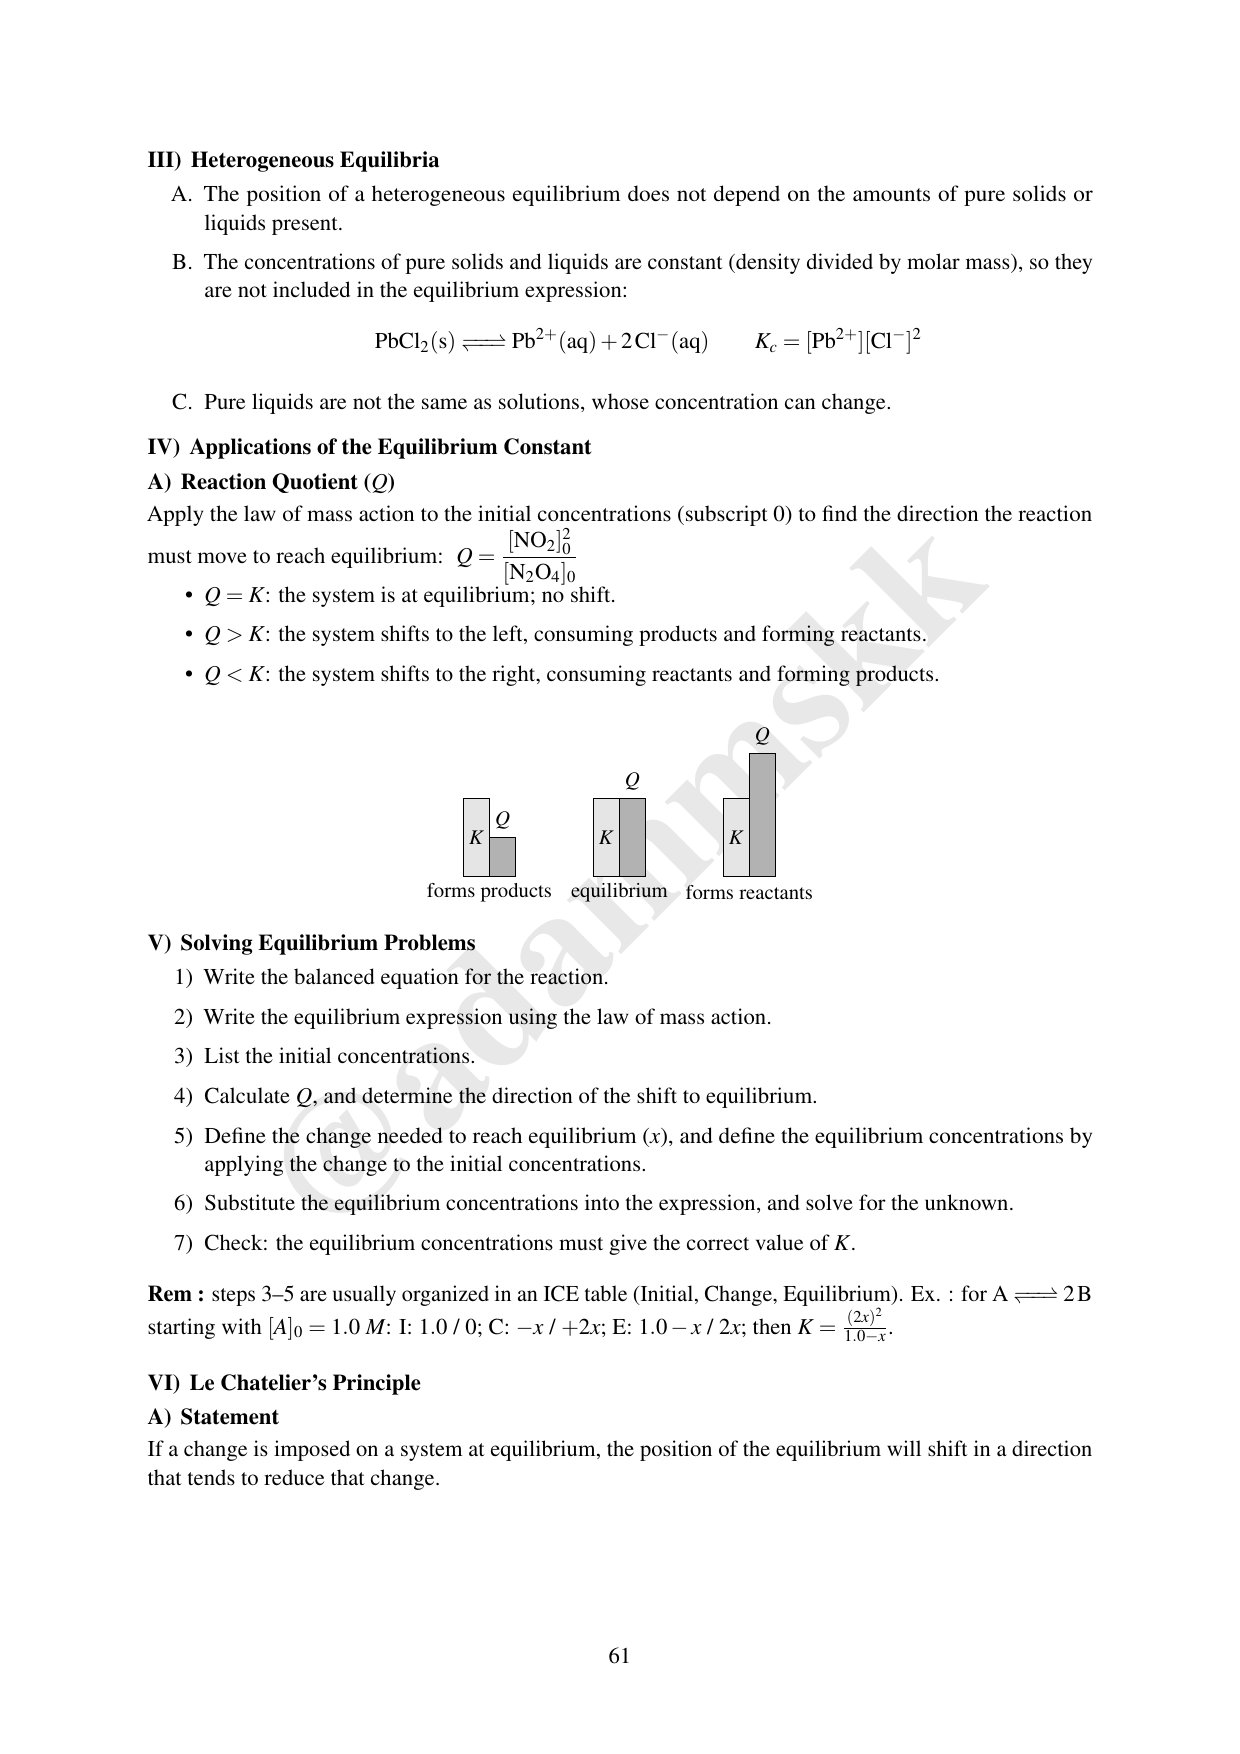 III) Heterogeneous Equilibria
A. The position of a heterogeneous equilibrium does not depend on the amounts of pure solids or
liquids present.
B. The concentrations of pure solids and liquids are constant (density divided by molar mass), so they
are not included in the equilibrium expression:
PbCl₂(s) ⇌ Pb²⁺(aq) + 2 Cl⁻(aq) K_c = [Pb²⁺][Cl⁻]²
C. Pure liquids are not the same as solutions, whose concentration can change.
IV) Applications of the Equilibrium Constant
A) Reaction Quotient (Q)
Apply the law of mass action to the initial concentrations (subscript 0) to find the direction the reaction
must move to reach equilibrium: Q = [NO₂]₀² / [N₂O₄]₀
• Q = K: the system is at equilibrium; no shift.
• Q > K: the system shifts to the left, consuming products and forming reactants.
• Q < K: the system shifts to the right, consuming reactants and forming products.
K Q K Q K Q
forms products equilibrium forms reactants
V) Solving Equilibrium Problems
1) Write the balanced equation for the reaction.
2) Write the equilibrium expression using the law of mass action.
3) List the initial concentrations.
4) Calculate Q, and determine the direction of the shift to equilibrium.
5) Define the change needed to reach equilibrium (x), and define the equilibrium concentrations by
applying the change to the initial concentrations.
6) Substitute the equilibrium concentrations into the expression, and solve for the unknown.
7) Check: the equilibrium concentrations must give the correct value of K.
Rem : steps 3–5 are usually organized in an ICE table (Initial, Change, Equilibrium). Ex. : for A ⇌ 2 B
starting with [A]₀ = 1.0 M: I: 1.0 / 0; C: −x / +2x; E: 1.0 − x / 2x; then K = (2x)² / 1.0−x.
VI) Le Chatelier's Principle
A) Statement
If a change is imposed on a system at equilibrium, the position of the equilibrium will shift in a direction
that tends to reduce that change.
61
@adammskk